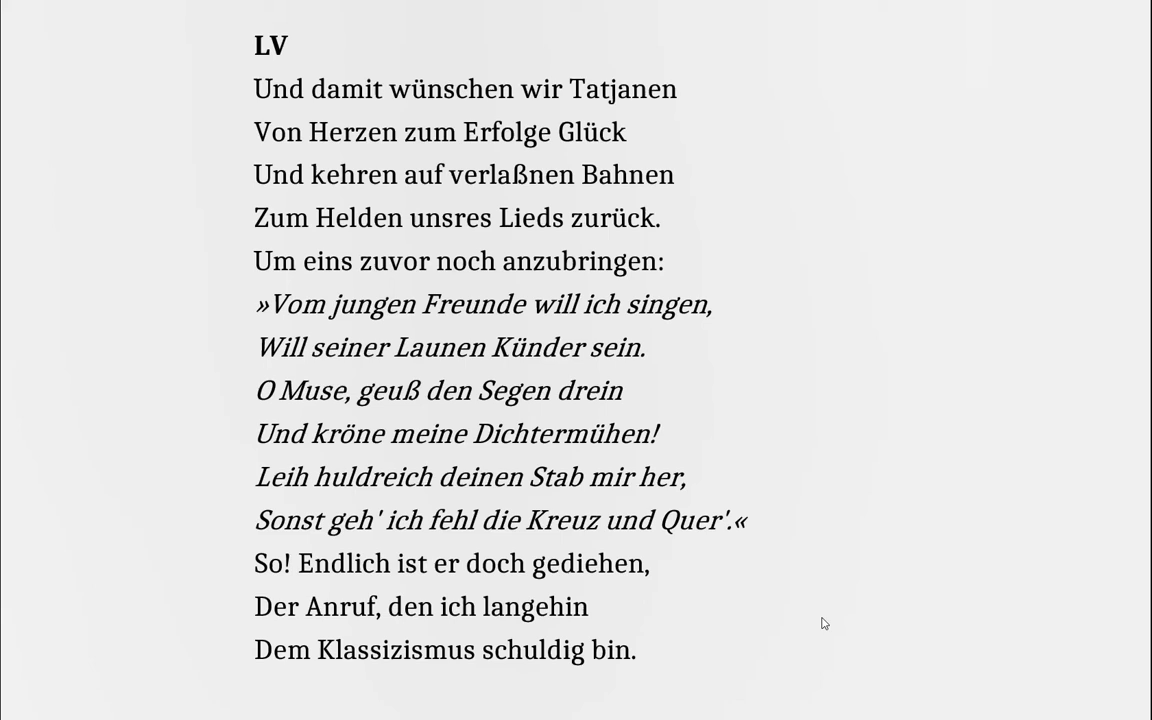 LV
Und damit wünschen wir Tatjanen
Von Herzen zum Erfolge Glück
Und kehren auf verlaßnen Bahnen
Zum Helden unsres Lieds zurück.
Um eins zuvor noch anzubringen:
»Vom jungen Freunde will ich singen,
Will seiner Launen Künder sein.
O Muse, geuß den Segen drein
Und kröne meine Dichtermühen!
Leih huldreich deinen Stab mir her,
Sonst geh' ich fehl die Kreuz und Quer'.«
So! Endlich ist er doch gediehen,
Der Anruf, den ich langehin
Dem Klassizismus schuldig bin.